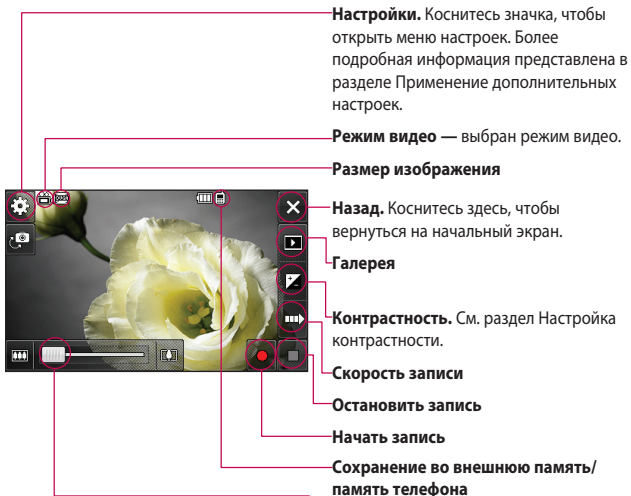 Настройки. Коснитесь значка, чтобы
открыть меню настроек. Более
подробная информация представлена в
разделе Применение дополнительных
настроек.
Режим видео — выбран режим видео.
Размер изображения
Назад. Коснитесь здесь, чтобы
вернуться на начальный экран.
Галерея
Контрастность. См. раздел Настройка
контрастности.
Скорость записи
Остановить запись
Начать запись
Сохранение во внешнюю память/
память телефона